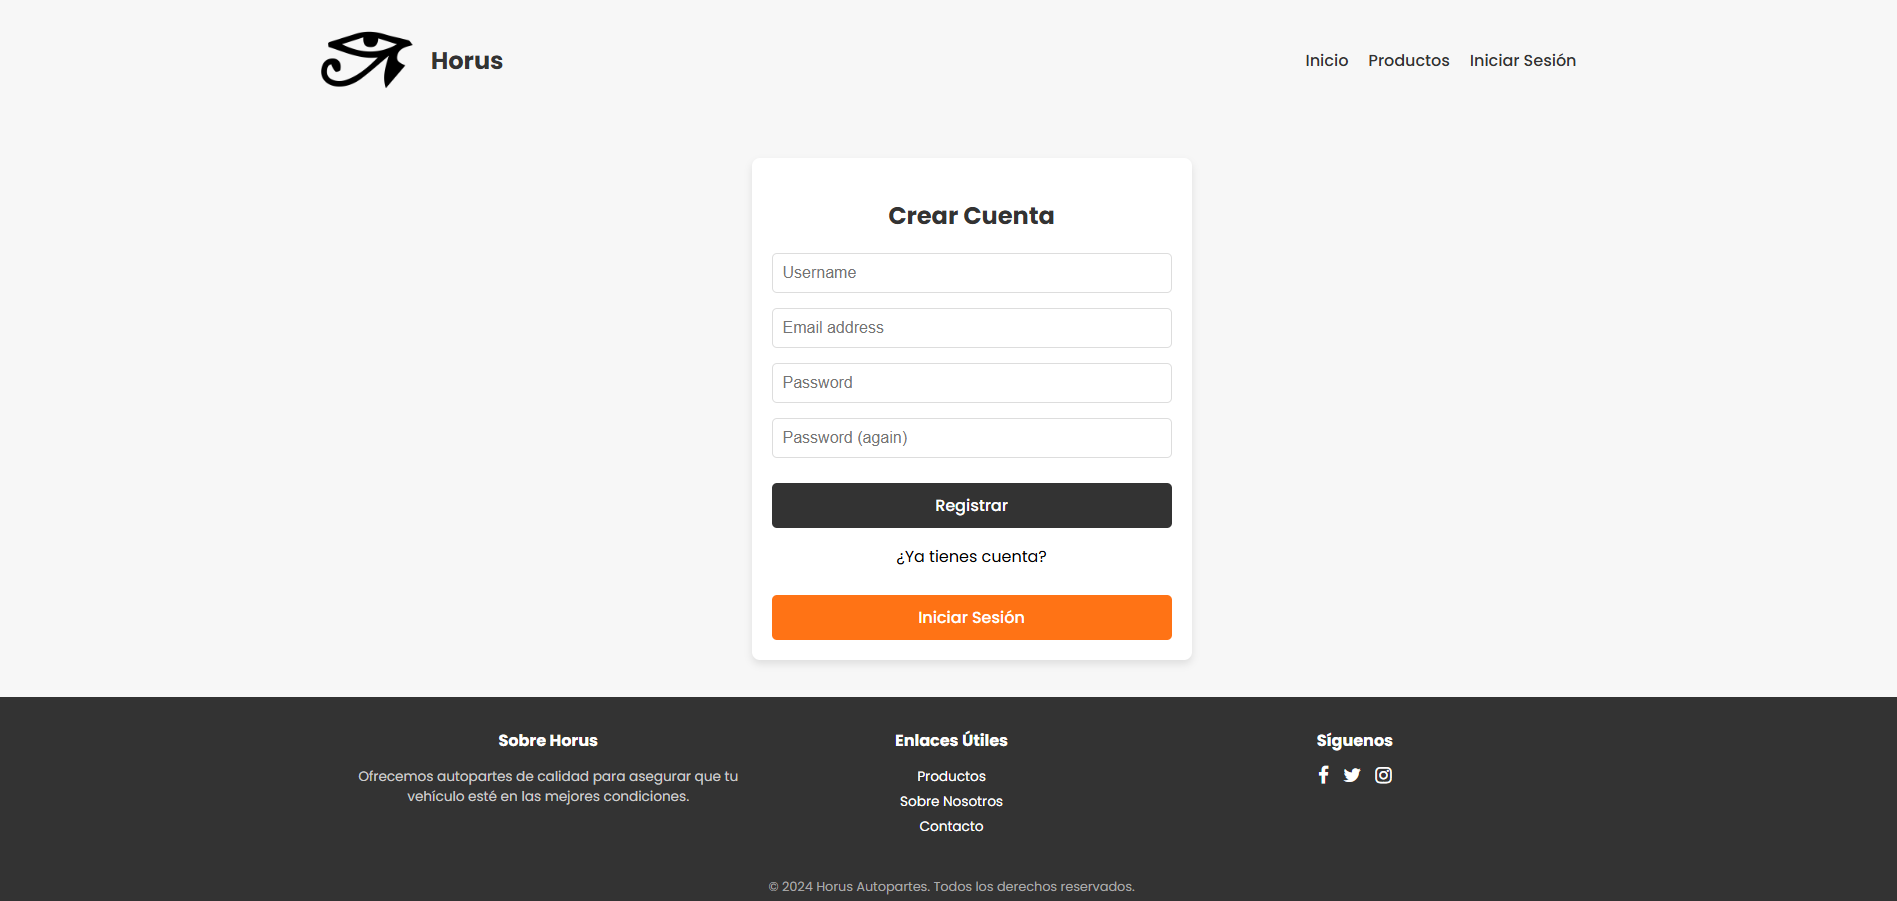 Horus
Inicio
Productos
Iniciar Sesión
Crear Cuenta
Username
Email address
Password
Password (again)
Registrar
¿Ya tienes cuenta?
Iniciar Sesión
Sobre Horus
Ofrecemos autopartes de calidad para asegurar que tu
vehículo esté en las mejores condiciones.
Enlaces Útiles
Productos
Sobre Nosotros
Contacto
Síguenos
© 2024 Horus Autopartes. Todos los derechos reservados.